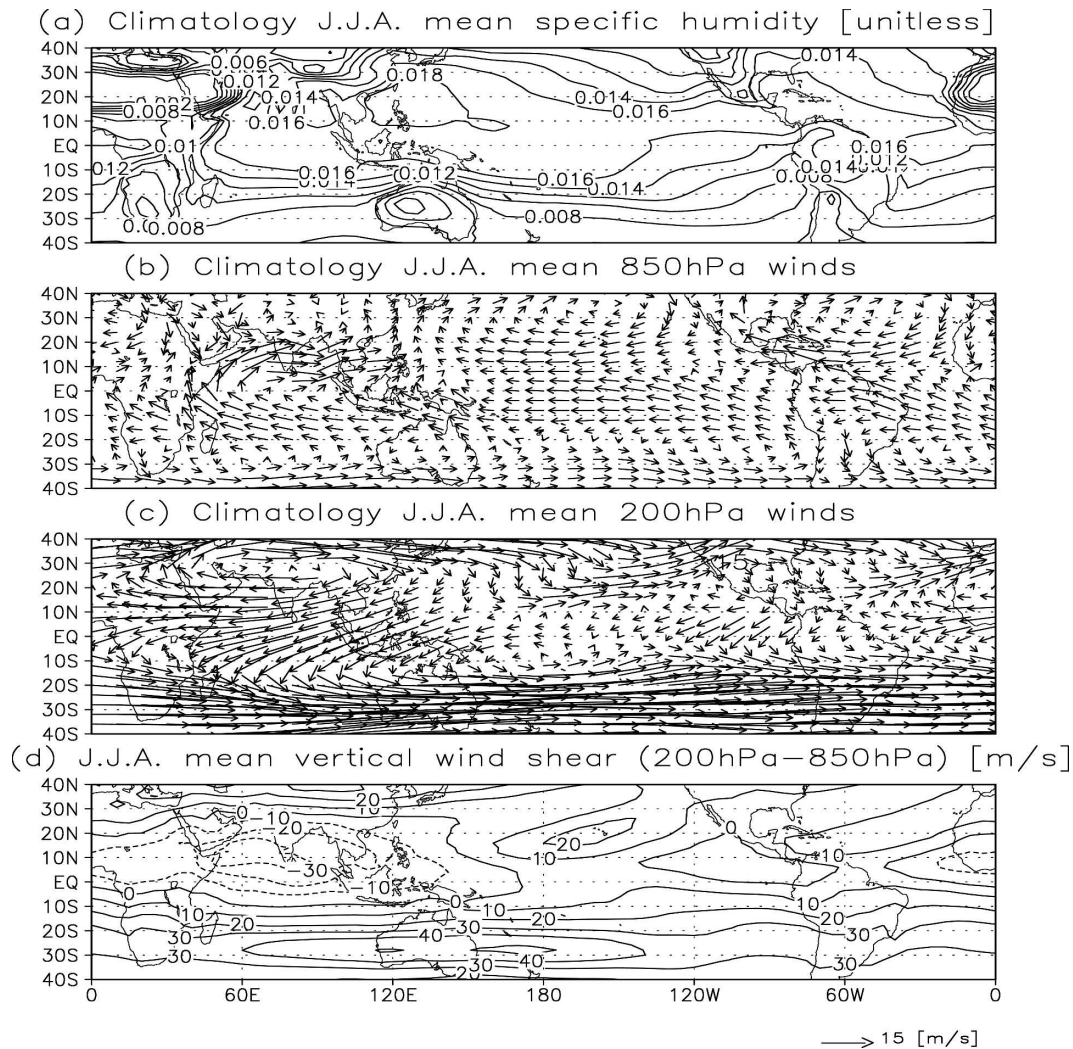 (a) Climatology J.J.A. mean specific humidity [unitless]
40N
30N
20N
10N
EQ
10S
20S
30S
40S
0.006
0.012
0.014
0.016
0.008
0.018
0.014
0.016
0.014
0.016
0.012
0.014
0.016
0.012
0.014
0.016
0.014
0.008
0.008
0.008
(b) Climatology J.J.A. mean 850hPa winds
40N
30N
20N
10N
EQ
10S
20S
30S
40S
(c) Climatology J.J.A. mean 200hPa winds
40N
30N
20N
10N
EQ
10S
20S
30S
40S
15
(d) J.J.A. mean vertical wind shear (200hPa−850hPa) [m/s]
40N
30N
20N
10N
EQ
10S
20S
30S
40S
20
0
−10
−20
−30
−10
0
10
20
30
20
10
0
10
0
10
20
30
40
30
40
30
20
10
20
30
30
0
60E
120E
180
120W
60W
0
15 [m/s]